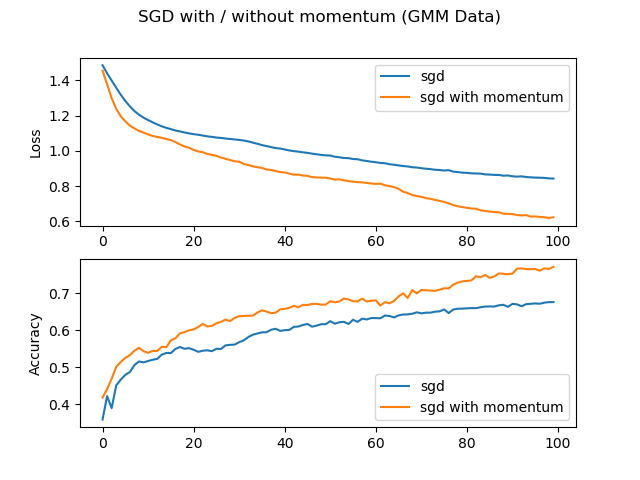 SGD with / without momentum (GMM Data)
1.4
1.2
1.0
0.8
0.6
Loss
sgd
sgd with momentum
0 20 40 60 80 100
0.7
0.6
0.5
0.4
Accuracy
sgd
sgd with momentum
0 20 40 60 80 100